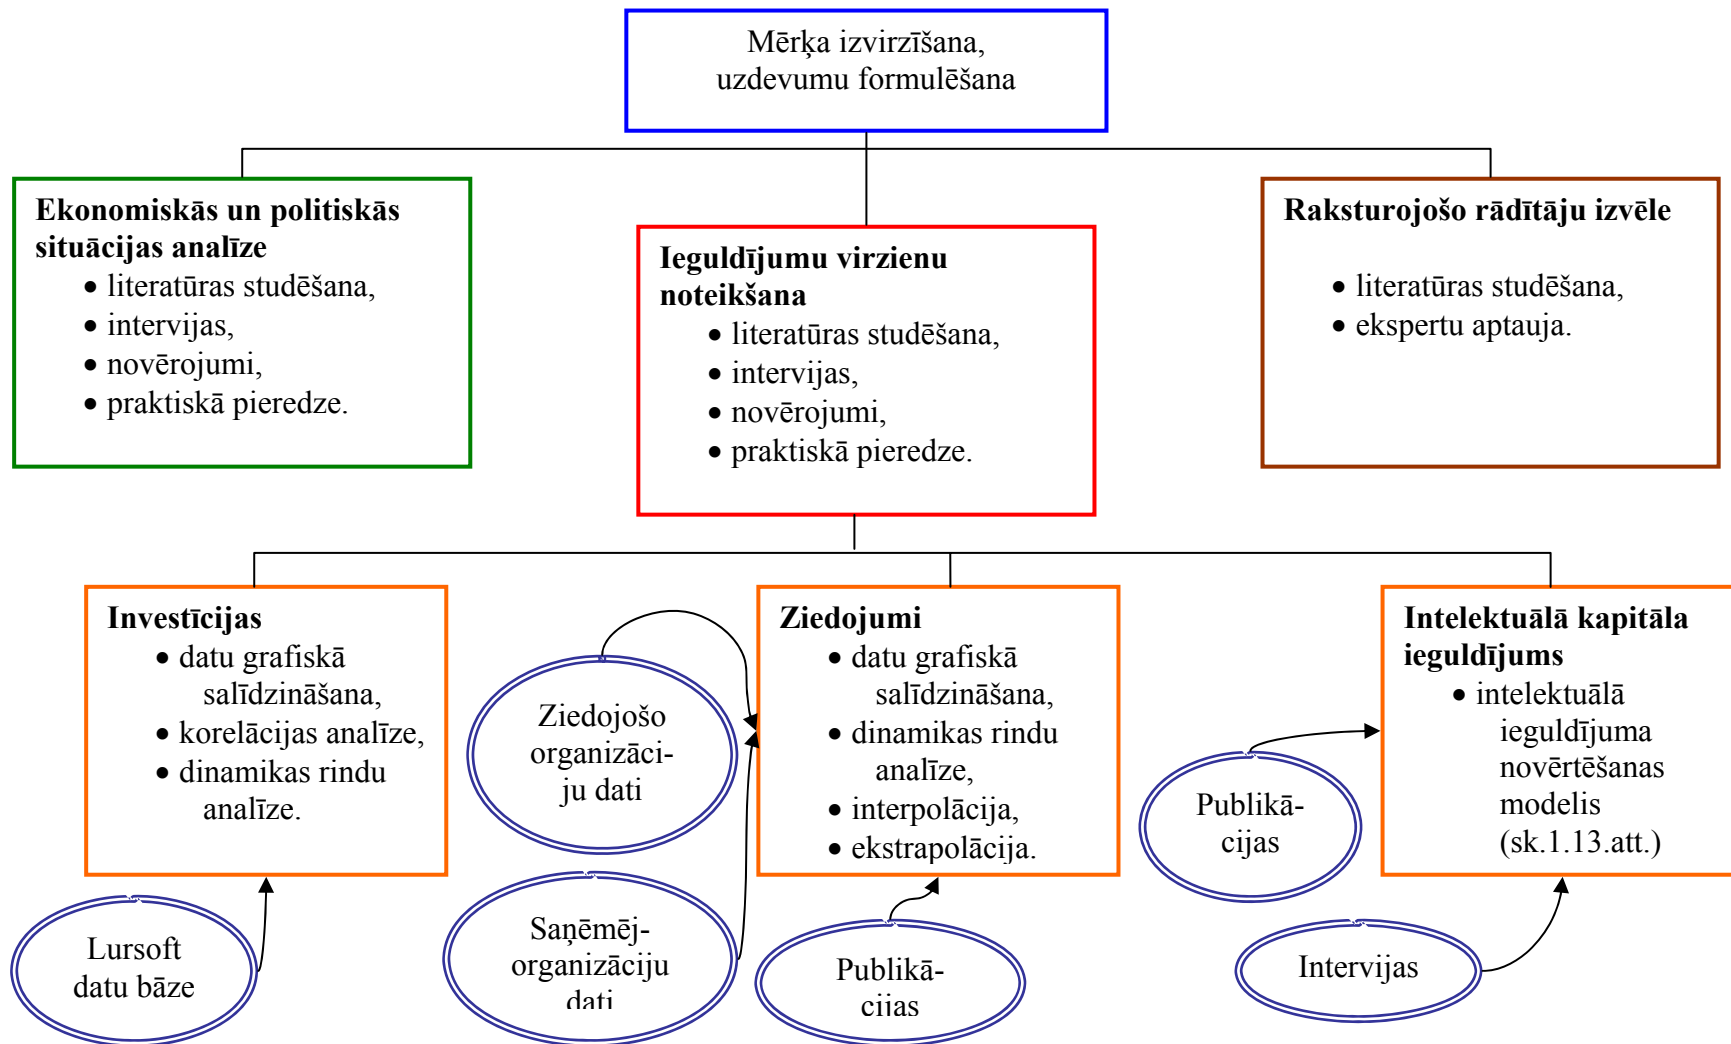 Mērķa izvirzīšana,
uzdevumu formulēšana
Ekonomiskās un politiskās
situācijas analīze
• literatūras studēšana,
• intervijas,
• novērojumi,
• praktiskā pieredze.
Ieguldījumu virzienu
noteikšana
• literatūras studēšana,
• intervijas,
• novērojumi,
• praktiskā pieredze.
Raksturojošo rādītāju izvēle
• literatūras studēšana,
• ekspertu aptauja.
Investīcijas
• datu grafiskā
salīdzināšana,
• korelācijas analīze,
• dinamikas rindu
analīze.
Ziedojošo
organizāci-
ju dati
Ziedojumi
• datu grafiskā
salīdzināšana,
• dinamikas rindu
analīze,
• interpolācija,
• ekstrapolācija.
Publikā-
cijas
Intelektuālā kapitāla
ieguldījums
• intelektuālā
ieguldījuma
novērtēšanas
modelis
(sk.1.13.att.)
Lursoft
datu bāze
Saņēmēj-
organizāciju
dati
Publikā-
cijas
Intervijas